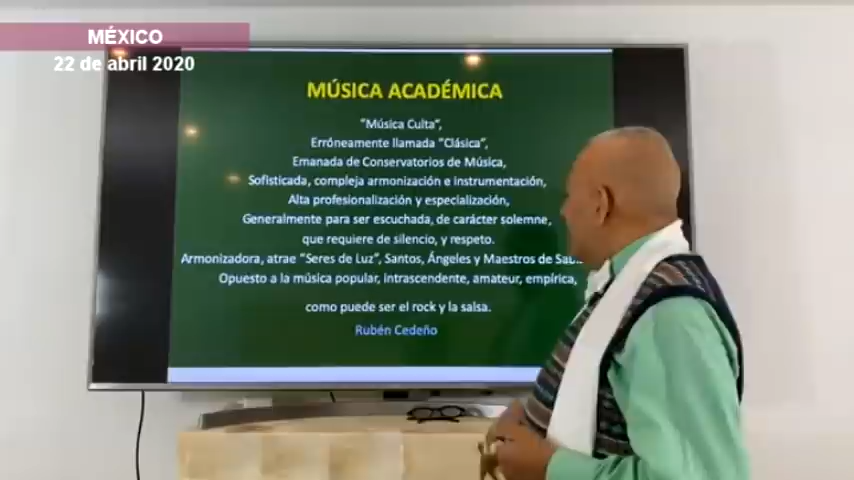 MÉXICO
22 de abril 2020
MÚSICA ACADÉMICA
"Música Culta",
Erróneamente llamada "Clásica",
Emanada de Conservatorios de Música,
Sofisticada, compleja armonización e instrumentación,
Alta profesionalización y especialización,
Generalmente para ser escuchada, de carácter solemne,
que requiere de silencio, y respeto.
Armonizadora, atrae "Seres de Luz", Santos, Ángeles y Maestros de
Opuesto a la música popular, intrascendente, amateur, empírica,
como puede ser el rock y la salsa.
Rubén Cedeño